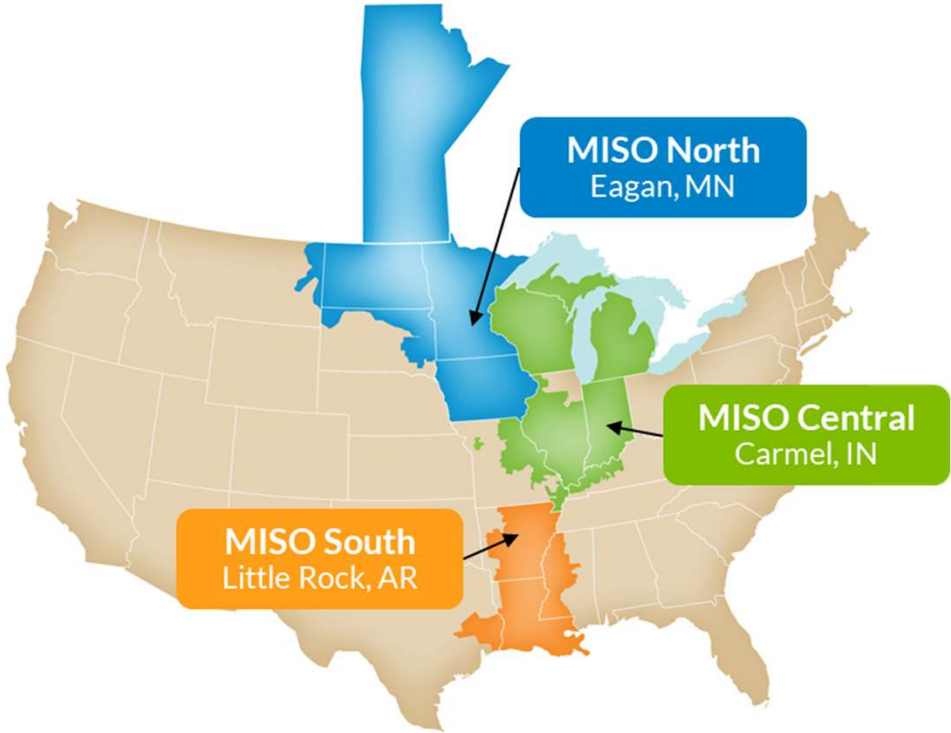 MISO North
Eagan, MN
MISO Central
Carmel, IN
MISO South
Little Rock, AR